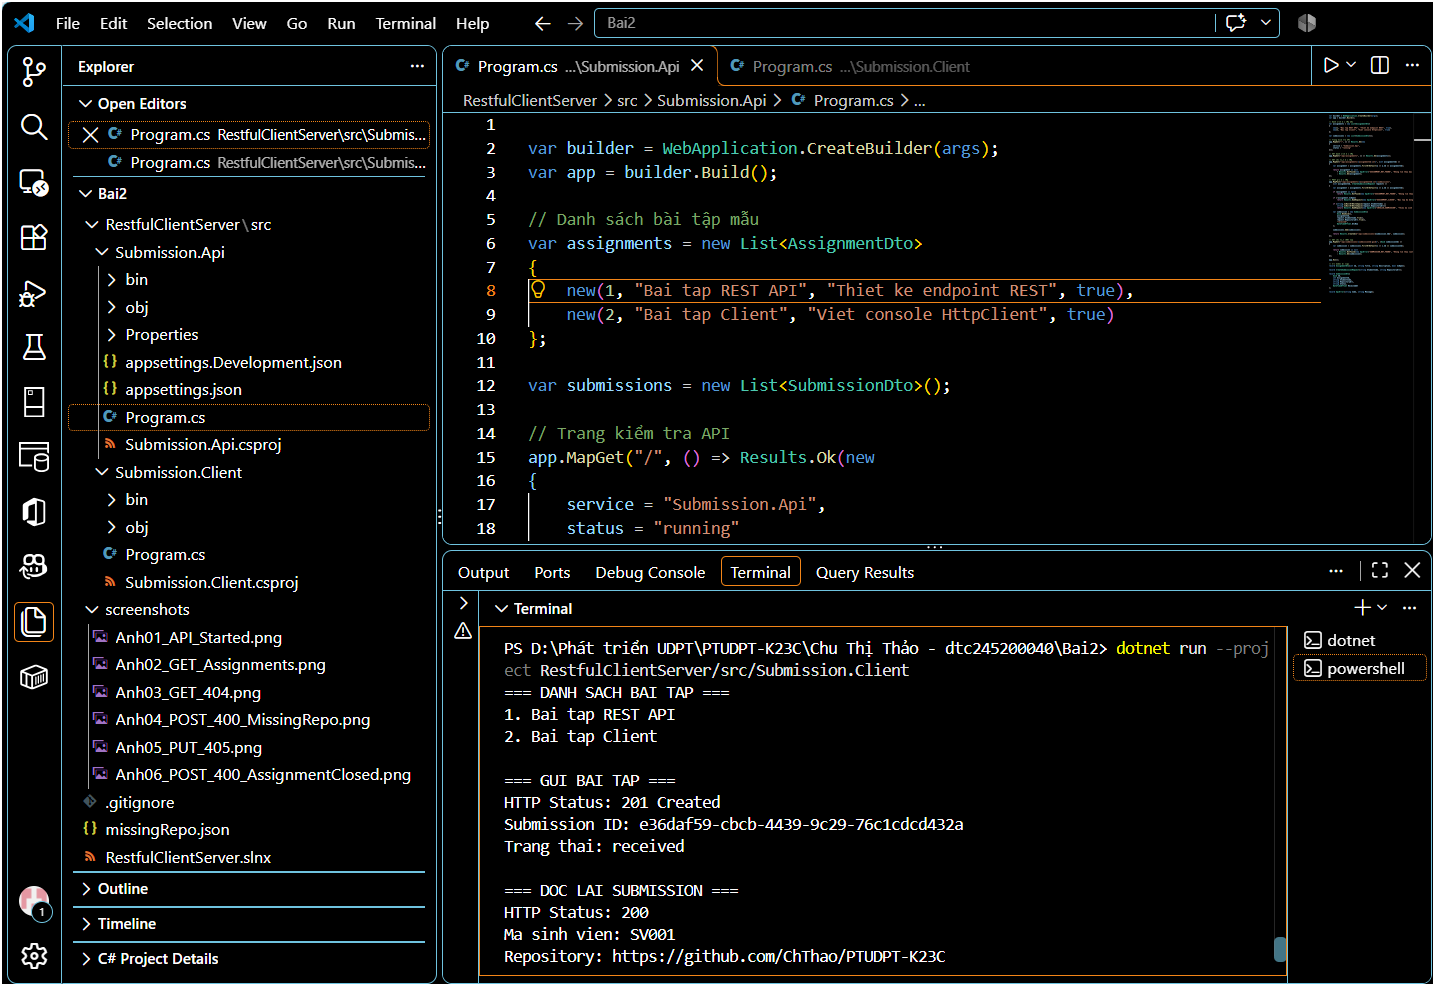 File Edit Selection View Go Run Terminal Help
Bai2
Explorer
Open Editors
Program.cs RestfulClientServer\src\Submis...
Program.cs RestfulClientServer\src\Submis...
Bai2
RestfulClientServer\src
Submission.Api
bin
obj
Properties
{} appsettings.Development.json
{} appsettings.json
C# Program.cs
Submission.Api.csproj
Submission.Client
bin
obj
C# Program.cs
Submission.Client.csproj
screenshots
Anh01_API_Started.png
Anh02_GET_Assignments.png
Anh03_GET_404.png
Anh04_POST_400_MissingRepo.png
Anh05_PUT_405.png
Anh06_POST_400_AssignmentClosed.png
.gitignore
{} missingRepo.json
RestfulClientServer.slnx
Outline
Timeline
C# Project Details
1
Program.cs ...\Submission.Api
Program.cs ...\Submission.Client
RestfulClientServer > src > Submission.Api > C# Program.cs > ...
1
2 var builder = WebApplication.CreateBuilder(args);
3 var app = builder.Build();
4
5 // Danh sách bài tập mẫu
6 var assignments = new List<AssignmentDto>
7 {
8 new(1, "Bai tap REST API", "Thiet ke endpoint REST", true),
9 new(2, "Bai tap Client", "Viet console HttpClient", true)
10 };
11
12 var submissions = new List<SubmissionDto>();
13
14 // Trang kiểm tra API
15 app.MapGet("/", () => Results.Ok(new
16 {
17 service = "Submission.Api",
18 status = "running"
Output Ports Debug Console Terminal Query Results
Terminal
PS D:\Phát triển UDPT\PTUDPT-K23C\Chu Thị Thảo - dtc245200040\Bai2> dotnet run --proj
ect RestfulClientServer/src/Submission.Client
=== DANH SACH BAI TAP ===
1. Bai tap REST API
2. Bai tap Client
=== GUI BAI TAP ===
HTTP Status: 201 Created
Submission ID: e36daf59-cbcb-4439-9c29-76c1cdcd432a
Trang thai: received
=== DOC LAI SUBMISSION ===
HTTP Status: 200
Ma sinh vien: SV001
Repository: https://github.com/ChThao/PTUDPT-K23C
dotnet
powershell